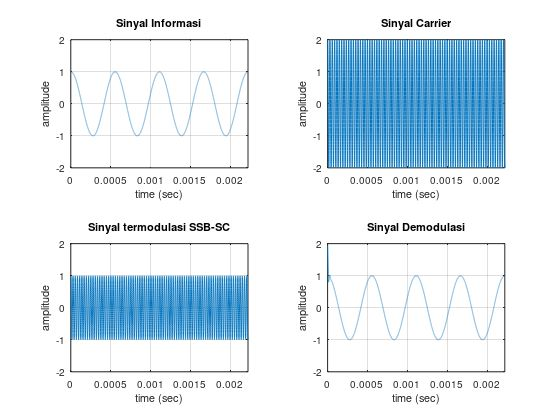 Sinyal Informasi
2
1
0
-1
-2
amplitude
0 0.0005 0.001 0.0015 0.002
time (sec)
Sinyal Carrier
2
1
0
-1
-2
amplitude
0 0.0005 0.001 0.0015 0.002
time (sec)
Sinyal termodulasi SSB-SC
2
1
0
-1
-2
amplitude
0 0.0005 0.001 0.0015 0.002
time (sec)
Sinyal Demodulasi
2
1
0
-1
-2
amplitude
0 0.0005 0.001 0.0015 0.002
time (sec)